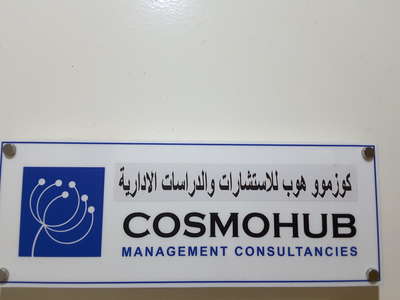 كوزموو هوب للاستشارات والدراسات الادارية
COSMOHUB
MANAGEMENT CONSULTANCIES